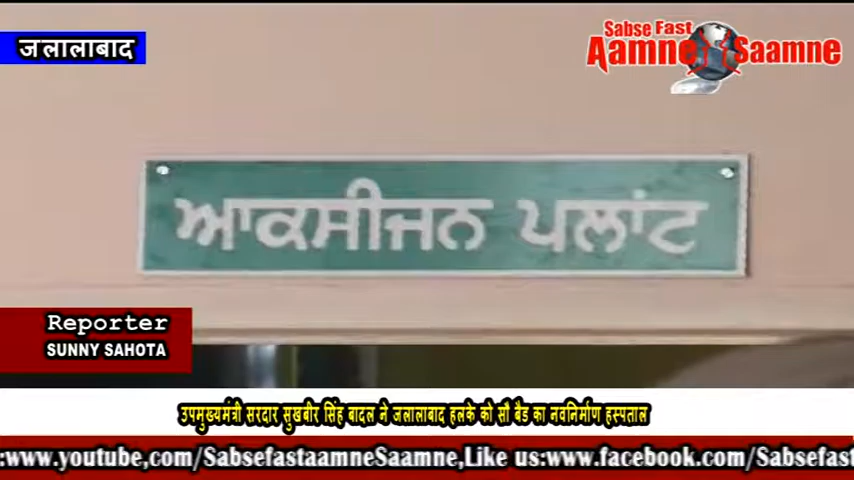 जलालाबाद
Sabse Fast
Aamne Saamne
ਆਕਸੀਜਨ ਪਲਾਂਟ
Reporter
SUNNY SAHOTA
उपमुख्यमंत्री सरदार सुखबीर सिंह बादल ने जलालाबाद हलके को सौ बैड का नवनिर्माण हस्पताल
:www.youtube,com/SabsefastaamneSaamne,Like us:www.facebook.com/Sabsefast